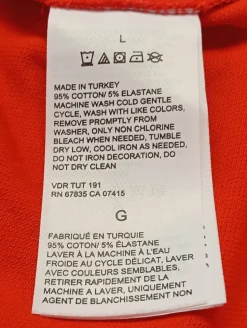 L
MADE IN TURKEY
95% COTTON/ 5% ELASTANE
MACHINE WASH COLD GENTLE
CYCLE, WASH WITH LIKE COLORS,
REMOVE PROMPTLY FROM
WASHER, ONLY NON CHLORINE
BLEACH WHEN NEEDED, TUMBLE
DRY LOW, COOL IRON AS NEEDED,
DO NOT IRON DECORATION, DO
NOT DRY CLEAN
VDR TUT 191
RN 67835 CA 07415
G
FABRIQUÉ EN TURQUIE
95% COTON/ 5% ÉLASTANE
LAVER À LA MACHINE À L'EAU
FROIDE AU CYCLE DÉLICAT, LAVER
AVEC COULEURS SEMBLABLES,
RETIRER RAPIDEMENT DE LA
MACHINE A LAVER, UNIQUEMENT
AGENT DE BLANCHIMENT NON